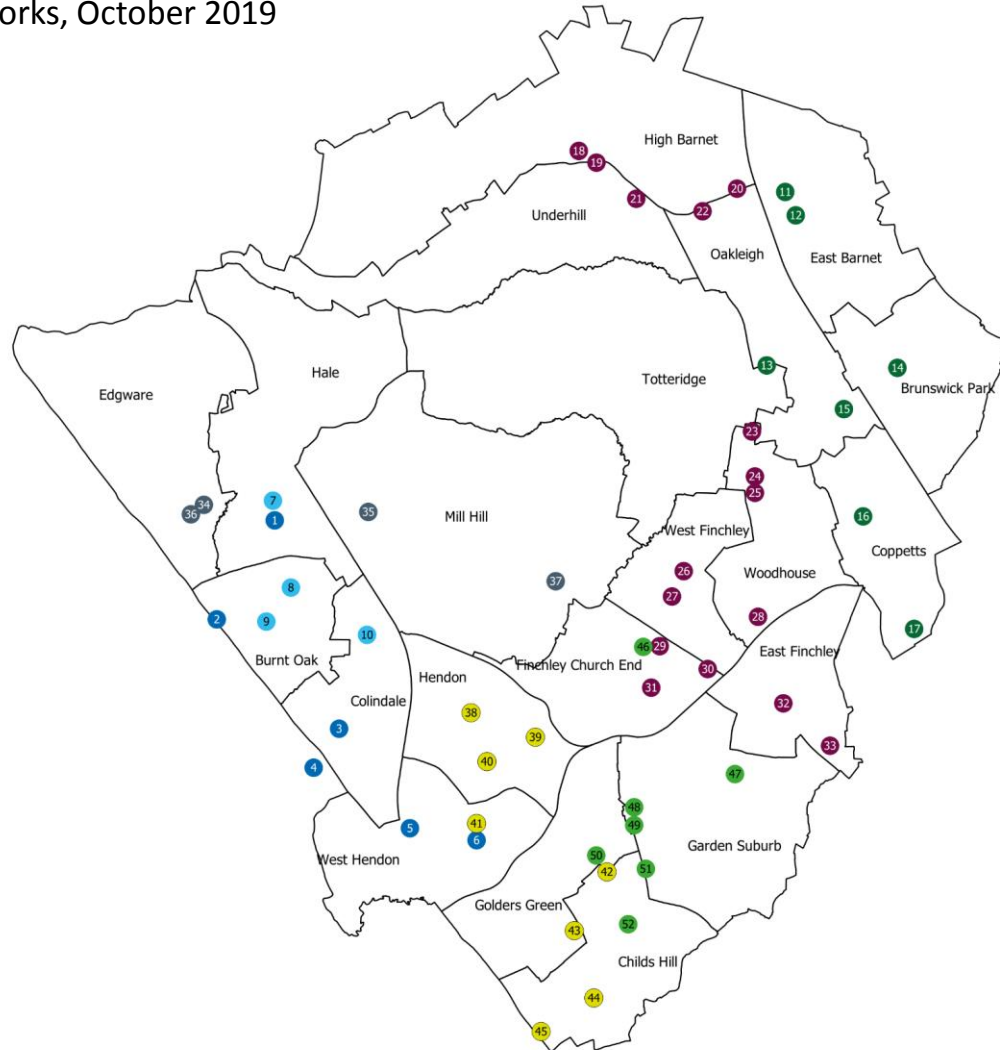 orks, October 2019
High Barnet
18
19
20
11
21
22
12
Underhill
Oakleigh
East Barnet
13
14
Hale
Totteridge
Edgware
Brunswick Park
15
23
24
25
34
36
7
1
35
Mill Hill
16
West Finchley
Coppetts
26
Woodhouse
37
27
8
2
9
28
17
10
46
29
East Finchley
Burnt Oak
Finchley Church End
30
Hendon
31
Colindale
32
38
3
39
33
40
4
47
48
41
49
5
6
Garden Suburb
West Hendon
50
42
51
Golders Green
52
43
Childs Hill
44
45